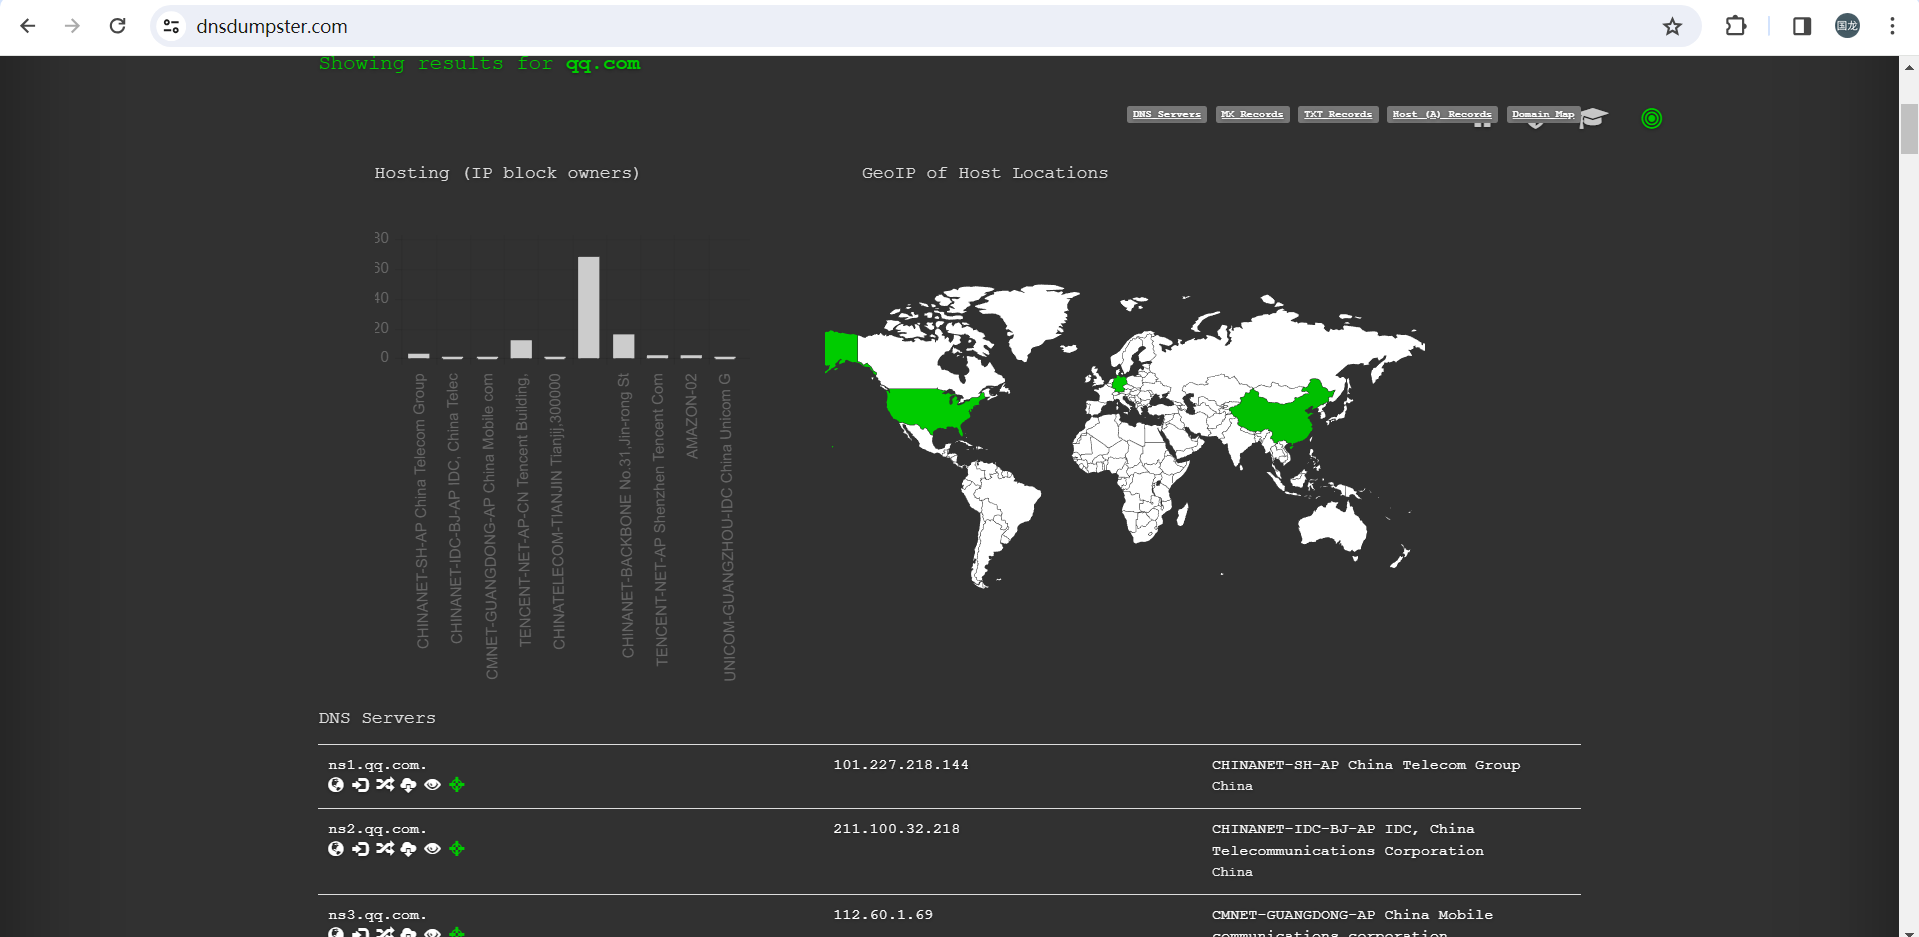 dnsdumpster.com
国龙
Showing results for qq.com
DNS Servers
MX Records
TXT Records
Host (A) Records
Domain Map
Hosting (IP block owners)
GeoIP of Host Locations
80
60
40
20
0
CHINANET-SH-AP China Telecom Group
CHINANET-IDC-BJ-AP IDC, China Telec
CMNET-GUANGDONG-AP China Mobile com
TENCENT-NET-AP-CN Tencent Building,
CHINATELECOM-TIANJIN Tianjij,300000
CHINANET-BACKBONE No.31,Jin-rong St
TENCENT-NET-AP Shenzhen Tencent Com
AMAZON-02
UNICOM-GUANGZHOU-IDC China Unicom G
DNS Servers
ns1.qq.com.
101.227.218.144
CHINANET-SH-AP China Telecom Group
China
ns2.qq.com.
211.100.32.218
CHINANET-IDC-BJ-AP IDC, China
Telecommunications Corporation
China
ns3.qq.com.
112.60.1.69
CMNET-GUANGDONG-AP China Mobile
communications corporation